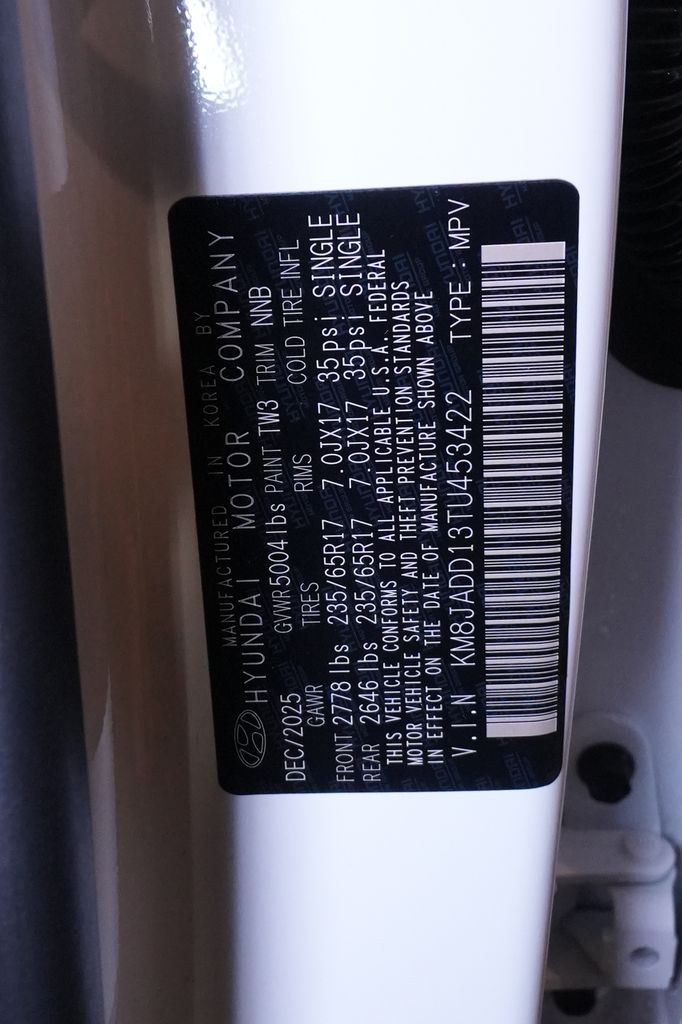 MANUFACTURED IN KOREA BY
HYUNDAI MOTOR COMPANY
DEC/2025 GVWR5004lbs PAINT TW3 TRIM NNB
GAWR TIRES RIMS COLD TIRE INFL
FRONT 2778 lbs 235/65R17 7.0JX17 35psi SINGLE
REAR 2646 lbs 235/65R17 7.0JX17 35psi SINGLE
THIS VEHICLE CONFORMS TO ALL APPLICABLE U.S.A. FEDERAL
MOTOR VEHICLE SAFETY AND THEFT PREVENTION STANDARDS
IN EFFECT ON THE DATE OF MANUFACTURE SHOWN ABOVE
V.I.N KM8JADD13TU453422 TYPE : MPV